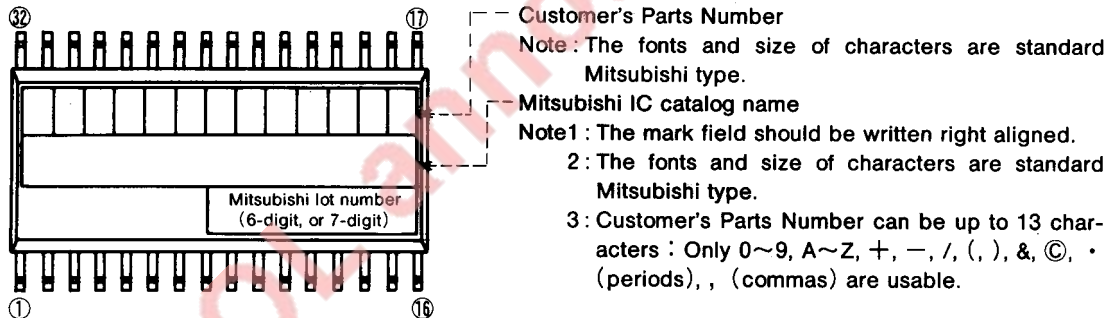 ㉜ ⑰
Customer's Parts Number
Note : The fonts and size of characters are standard
Mitsubishi type.
Mitsubishi IC catalog name
Note1 : The mark field should be written right aligned.
2 : The fonts and size of characters are standard
Mitsubishi type.
3 : Customer's Parts Number can be up to 13 char-
acters : Only 0~9, A~Z, +, −, /, (, ), &, ©, ·
(periods), , (commas) are usable.
Mitsubishi lot number
(6-digit, or 7-digit)
① ⑯